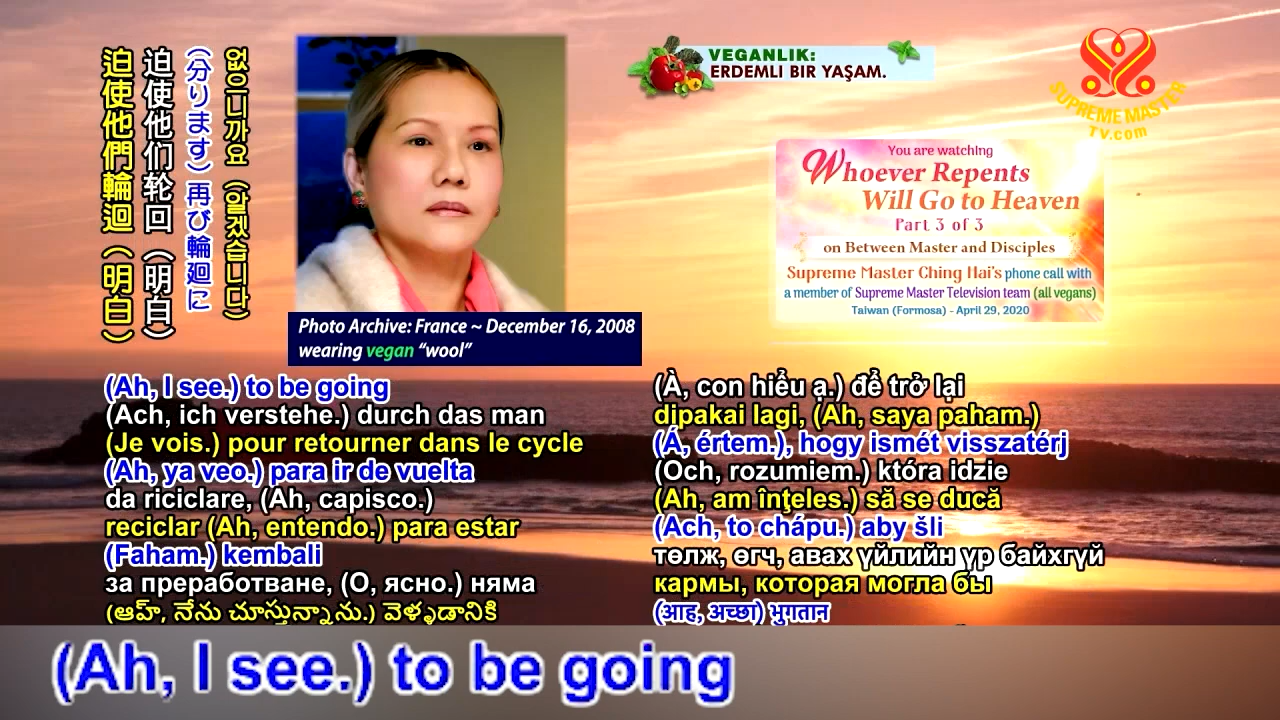 迫使他們輪迴（明白）
迫使他们轮回（明白）
（分ります）再び輪廻に
없으니까요 (알겠습니다)
VEGANLIK:
ERDEMLI BIR YAŞAM.
SUPREME MASTER
TV.com
You are watching
Whoever Repents
Will Go to Heaven
Part 3 of 3
on Between Master and Disciples
Supreme Master Ching Hai's phone call with
a member of Supreme Master Television team (all vegans)
Taiwan (Formosa) - April 29, 2020
Photo Archive: France ~ December 16, 2008
wearing vegan “wool”
(Ah, I see.) to be going
(Ach, ich verstehe.) durch das man
(Je vois.) pour retourner dans le cycle
(Ah, ya veo.) para ir de vuelta
da riciclare, (Ah, capisco.)
reciclar (Ah, entendo.) para estar
(Faham.) kembali
за преработване, (О, ясно.) няма
(ఆహ్, నేను చూస్తున్నాను.) వెళ్ళడానికి
(À, con hiểu ạ.) để trở lại
dipakai lagi, (Ah, saya paham.)
(Á, értem.), hogy ismét visszatérj
(Och, rozumiem.) która idzie
(Ah, am înţeles.) să se ducă
(Ach, to chápu.) aby šli
төлж, өгч, авах үйлийн үр байхгүй
кармы, которая могла бы
(आह, अच्छा) भुगतान
(Ah, I see.) to be going